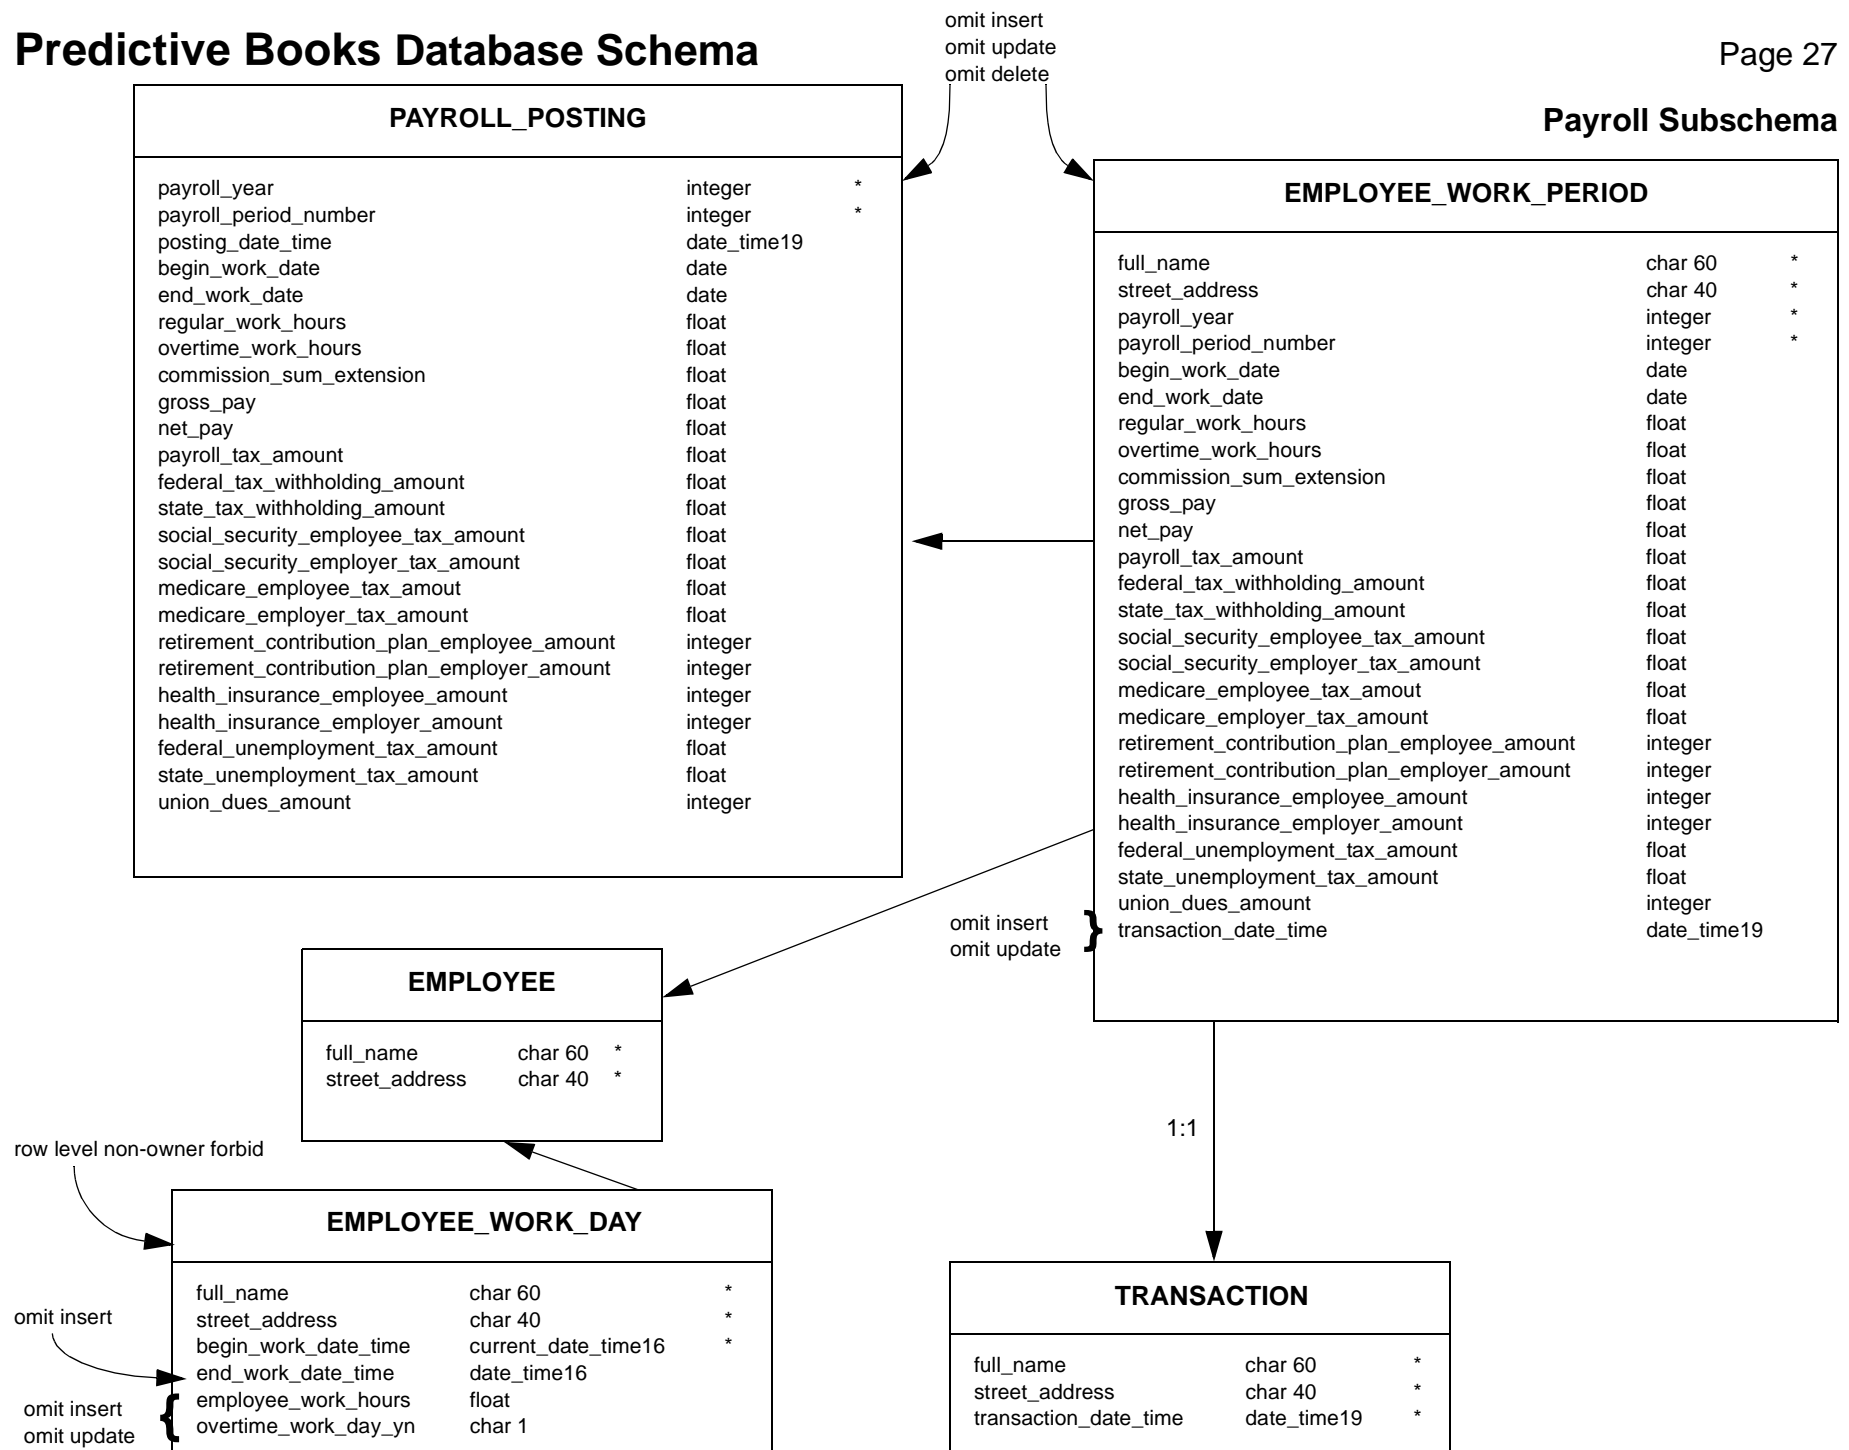 omit insert
omit update
omit delete
Predictive Books Database Schema
Page 27
Payroll Subschema
PAYROLL_POSTING
payroll_year integer *
payroll_period_number integer *
posting_date_time date_time19
begin_work_date date
end_work_date date
regular_work_hours float
overtime_work_hours float
commission_sum_extension float
gross_pay float
net_pay float
payroll_tax_amount float
federal_tax_withholding_amount float
state_tax_withholding_amount float
social_security_employee_tax_amount float
social_security_employer_tax_amount float
medicare_employee_tax_amout float
medicare_employer_tax_amount float
retirement_contribution_plan_employee_amount integer
retirement_contribution_plan_employer_amount integer
health_insurance_employee_amount integer
health_insurance_employer_amount integer
federal_unemployment_tax_amount float
state_unemployment_tax_amount float
union_dues_amount integer
EMPLOYEE_WORK_PERIOD
full_name char 60 *
street_address char 40 *
payroll_year integer *
payroll_period_number integer *
begin_work_date date
end_work_date date
regular_work_hours float
overtime_work_hours float
commission_sum_extension float
gross_pay float
net_pay float
payroll_tax_amount float
federal_tax_withholding_amount float
state_tax_withholding_amount float
social_security_employee_tax_amount float
social_security_employer_tax_amount float
medicare_employee_tax_amout float
medicare_employer_tax_amount float
retirement_contribution_plan_employee_amount integer
retirement_contribution_plan_employer_amount integer
health_insurance_employee_amount integer
health_insurance_employer_amount integer
federal_unemployment_tax_amount float
state_unemployment_tax_amount float
union_dues_amount integer
transaction_date_time date_time19
omit insert
omit update
}
EMPLOYEE
full_name char 60 *
street_address char 40 *
1:1
row level non-owner forbid
EMPLOYEE_WORK_DAY
full_name char 60 *
street_address char 40 *
begin_work_date_time current_date_time16 *
end_work_date_time date_time16
employee_work_hours float
overtime_work_day_yn char 1
omit insert
omit insert
omit update
{
TRANSACTION
full_name char 60 *
street_address char 40 *
transaction_date_time date_time19 *